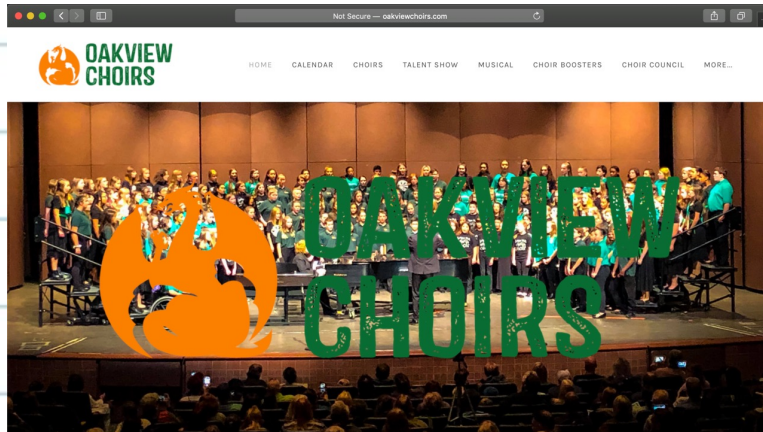 Not Secure — oakviewchoirs.com
OAKVIEW
CHOIRS
HOME CALENDAR CHOIRS TALENT SHOW MUSICAL CHOIR BOOSTERS CHOIR COUNCIL MORE...
OAKVIEW
CHOIRS